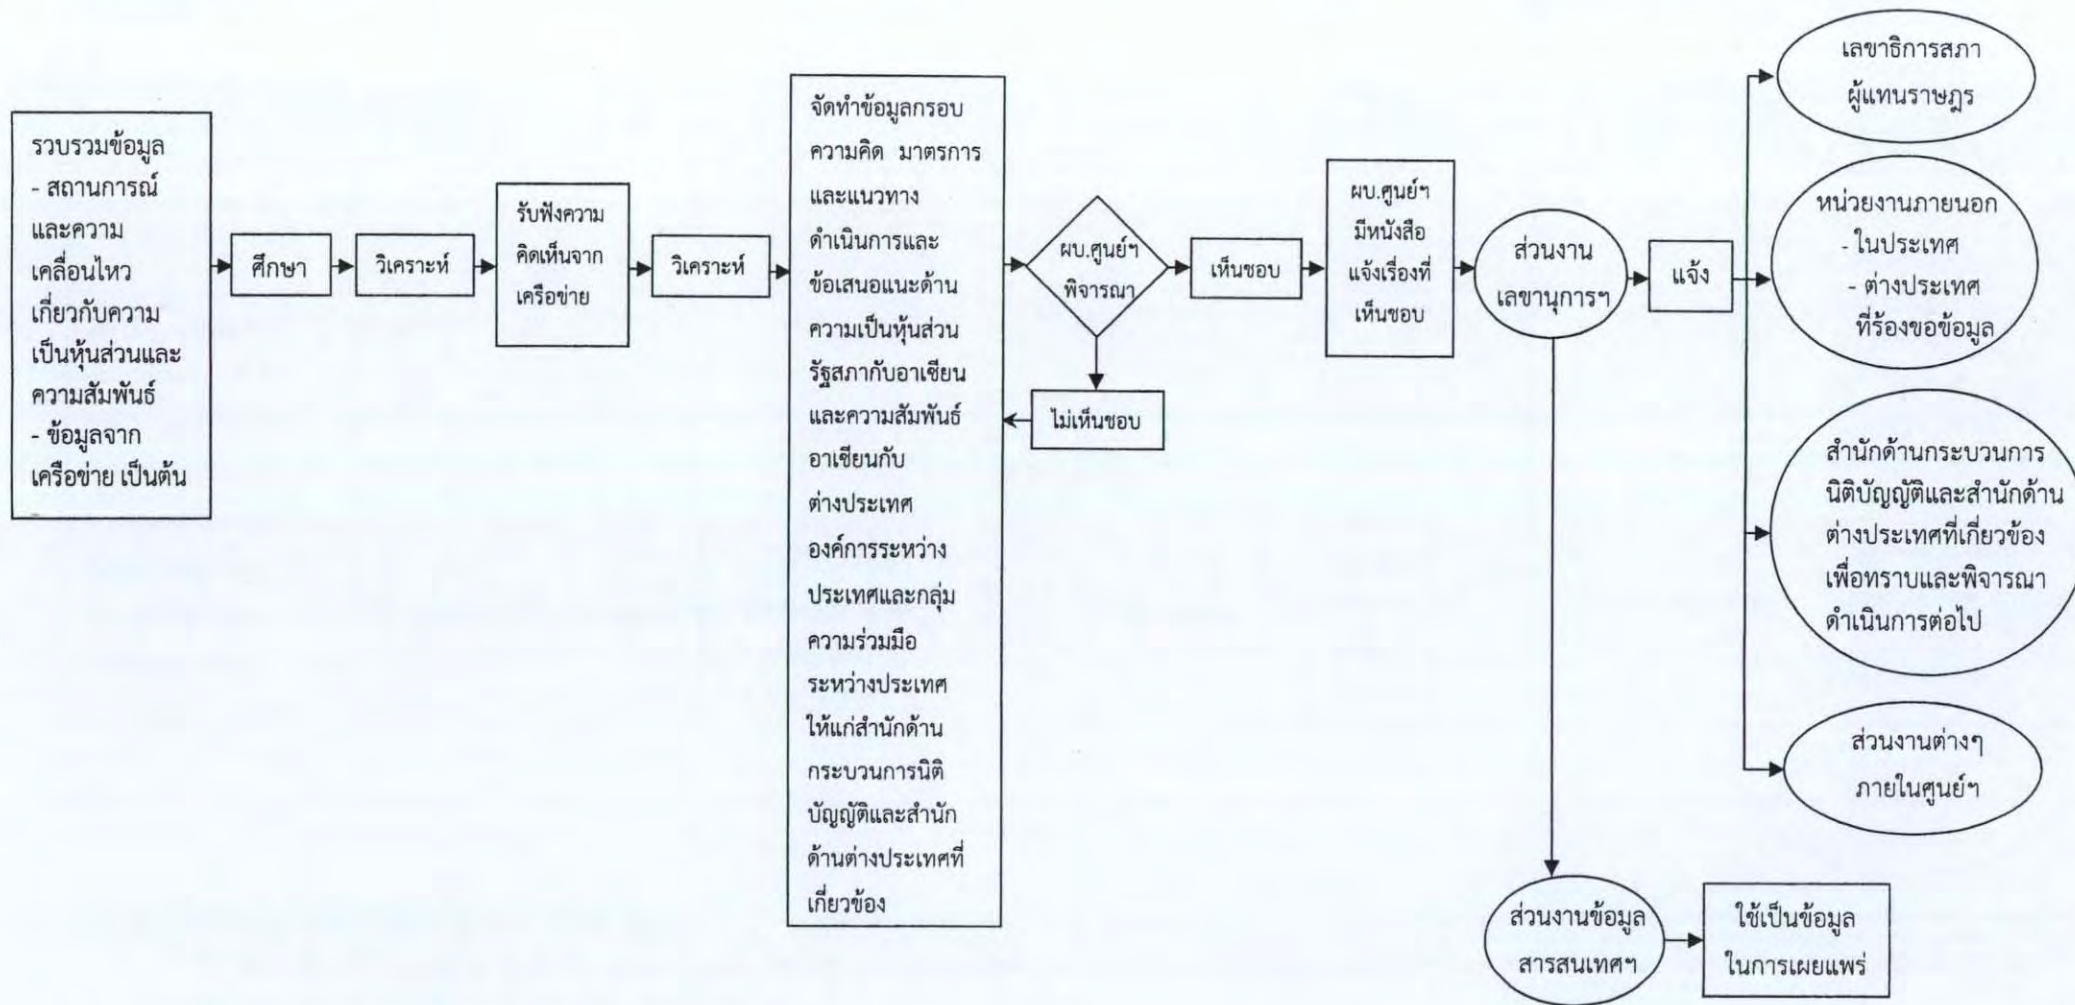 รวบรวมข้อมูล
- สถานการณ์
และความ
เคลื่อนไหว
เกี่ยวกับความ
เป็นหุ้นส่วนและ
ความสัมพันธ์
- ข้อมูลจาก
เครือข่าย เป็นต้น
ศึกษา
วิเคราะห์
รับฟังความ
คิดเห็นจาก
เครือข่าย
วิเคราะห์
จัดทำข้อมูลกรอบ
ความคิด มาตรการ
และแนวทาง
ดำเนินการและ
ข้อเสนอแนะด้าน
ความเป็นหุ้นส่วน
รัฐสภากับอาเซียน
และความสัมพันธ์
อาเซียนกับ
ต่างประเทศ
องค์การระหว่าง
ประเทศและกลุ่ม
ความร่วมมือ
ระหว่างประเทศ
ให้แก่สำนักด้าน
กระบวนการนิติ
บัญญัติและสำนัก
ด้านต่างประเทศที่
เกี่ยวข้อง
ผบ.ศูนย์ฯ
พิจารณา
ไม่เห็นชอบ
เห็นชอบ
ผบ.ศูนย์ฯ
มีหนังสือ
แจ้งเรื่องที่
เห็นชอบ
ส่วนงาน
เลขานุการฯ
แจ้ง
เลขาธิการสภา
ผู้แทนราษฎร
หน่วยงานภายนอก
- ในประเทศ
- ต่างประเทศ
ที่ร้องขอข้อมูล
สำนักด้านกระบวนการ
นิติบัญญัติและสำนักด้าน
ต่างประเทศที่เกี่ยวข้อง
เพื่อทราบและพิจารณา
ดำเนินการต่อไป
ส่วนงานต่างๆ
ภายในศูนย์ฯ
ส่วนงานข้อมูล
สารสนเทศฯ
ใช้เป็นข้อมูล
ในการเผยแพร่